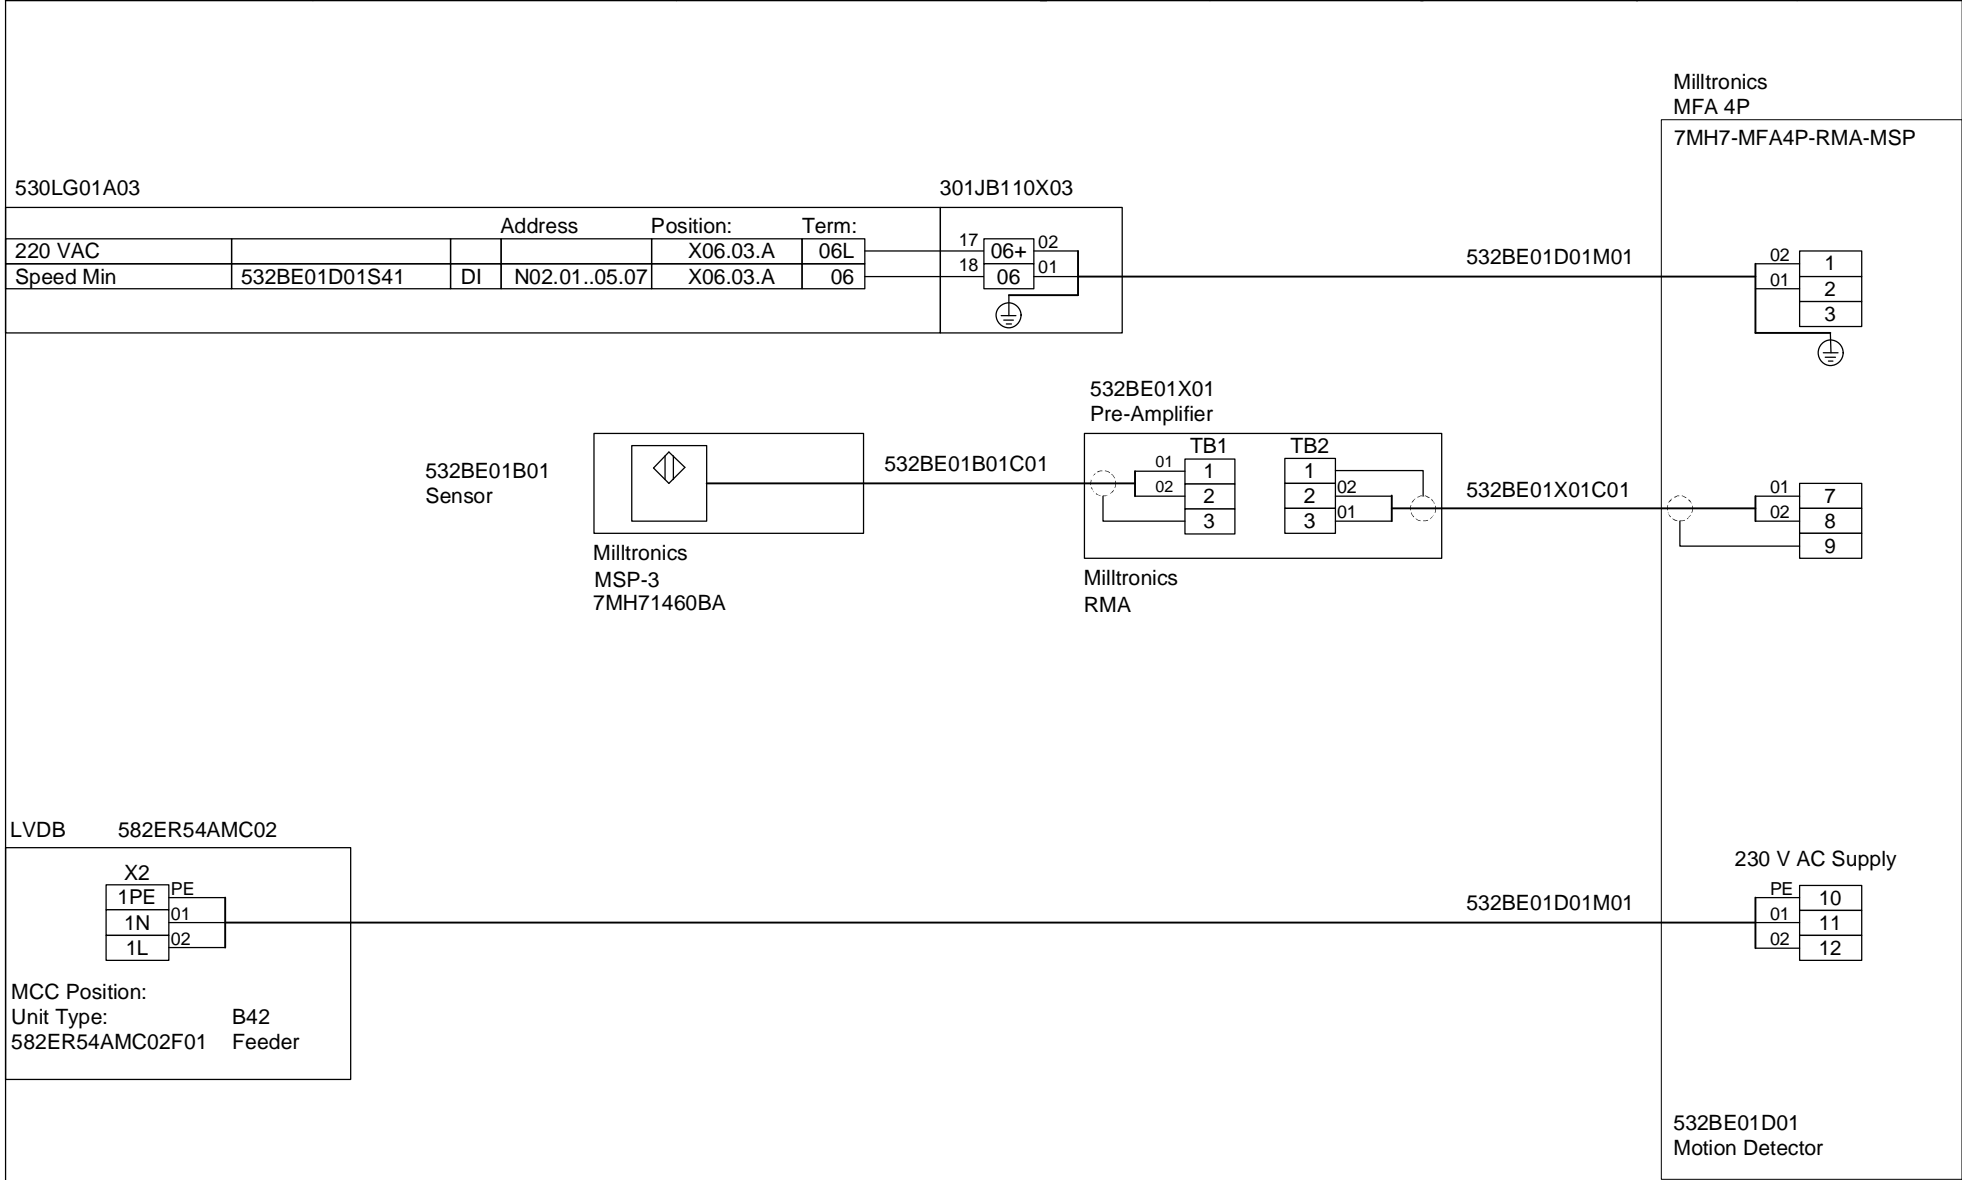 Milltronics
MFA 4P
7MH7-MFA4P-RMA-MSP
530LG01A03 301JB110X03
Address Position: Term:
220 VAC X06.03.A 06L 17 06+ 02
Speed Min 532BE01D01S41 DI N02.01..05.07 X06.03.A 06 18 06 01
532BE01D01M01
02 1
01 2
3
532BE01X01
Pre-Amplifier
532BE01B01
Sensor
532BE01B01C01
TB1 TB2
01 1 1
02 2 2 02
3 3 01
532BE01X01C01
01 7
02 8
9
Milltronics
MSP-3
7MH71460BA
Milltronics
RMA
LVDB 582ER54AMC02
X2
1PE PE
1N 01
1L 02
MCC Position:
Unit Type: B42
582ER54AMC02F01 Feeder
532BE01D01M01
230 V AC Supply
PE 10
01 11
02 12
532BE01D01
Motion Detector